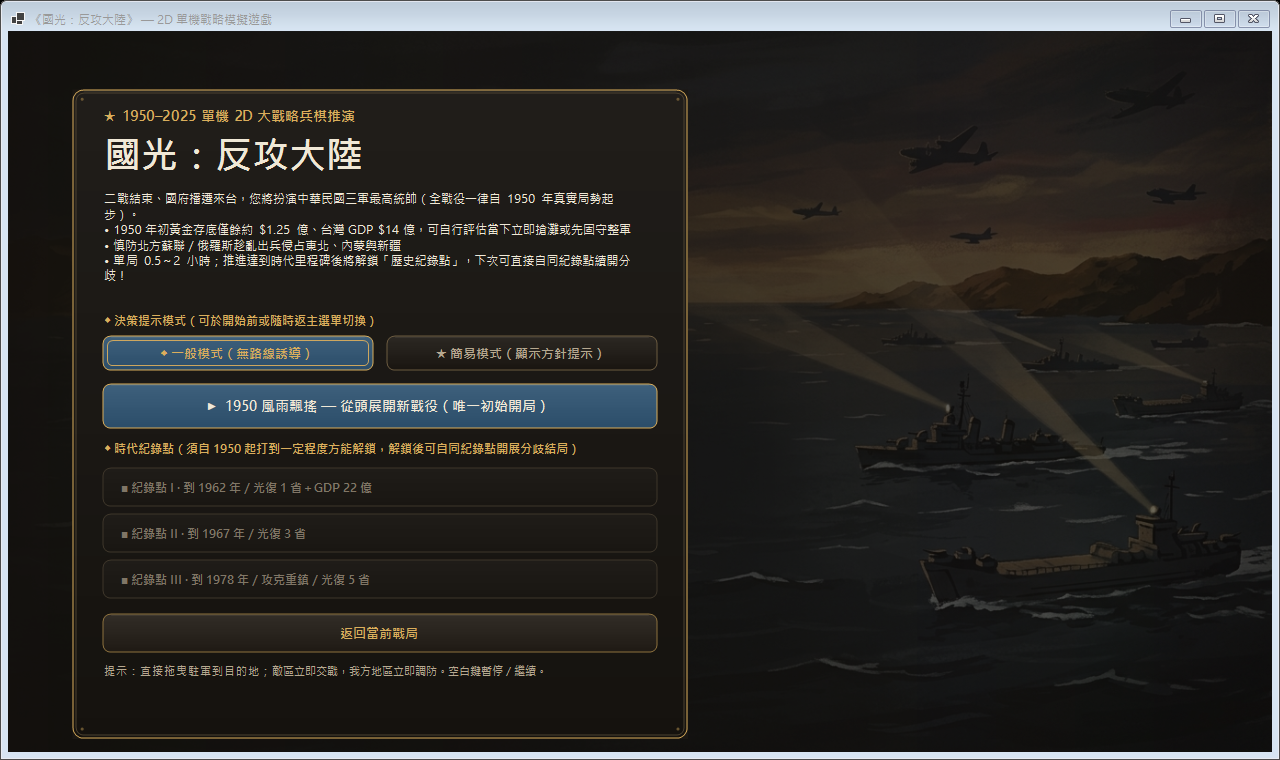 《國光：反攻大陸》 — 2D 單機戰略模擬遊戲
★ 1950–2025 單機 2D 大戰略兵棋推演
國光：反攻大陸
二戰結束、國府播遷來台，您將扮演中華民國三軍最高統帥（全戰役一律自 1950 年真實局勢起
步）。
• 1950 年初黃金存底僅餘約 $1.25 億、台灣 GDP $14 億，可自行評估當下立即搶灘或先固守整軍
• 慎防北方蘇聯 / 俄羅斯趁亂出兵侵占東北、內蒙與新疆
• 單局 0.5～2 小時；推進達到時代里程碑後將解鎖「歷史紀錄點」，下次可直接自同紀錄點續開分
歧！
◆ 決策提示模式（可於開始前或隨時返主選單切換）
◆ 一般模式（無路線誘導）
★ 簡易模式（顯示方針提示）
► 1950 風雨飄搖 — 從頭展開新戰役（唯一初始開局）
◆ 時代紀錄點（須自 1950 起打到一定程度方能解鎖，解鎖後可自同紀錄點開展分歧結局）
■ 紀錄點 I · 到 1962 年 / 光復 1 省 + GDP 22 億
■ 紀錄點 II · 到 1967 年 / 光復 3 省
■ 紀錄點 III · 到 1978 年 / 攻克重鎮 / 光復 5 省
返回當前戰局
提示：直接拖曳駐軍到目的地；敵區立即交戰，我方地區立即調防。空白鍵暫停 / 繼續。